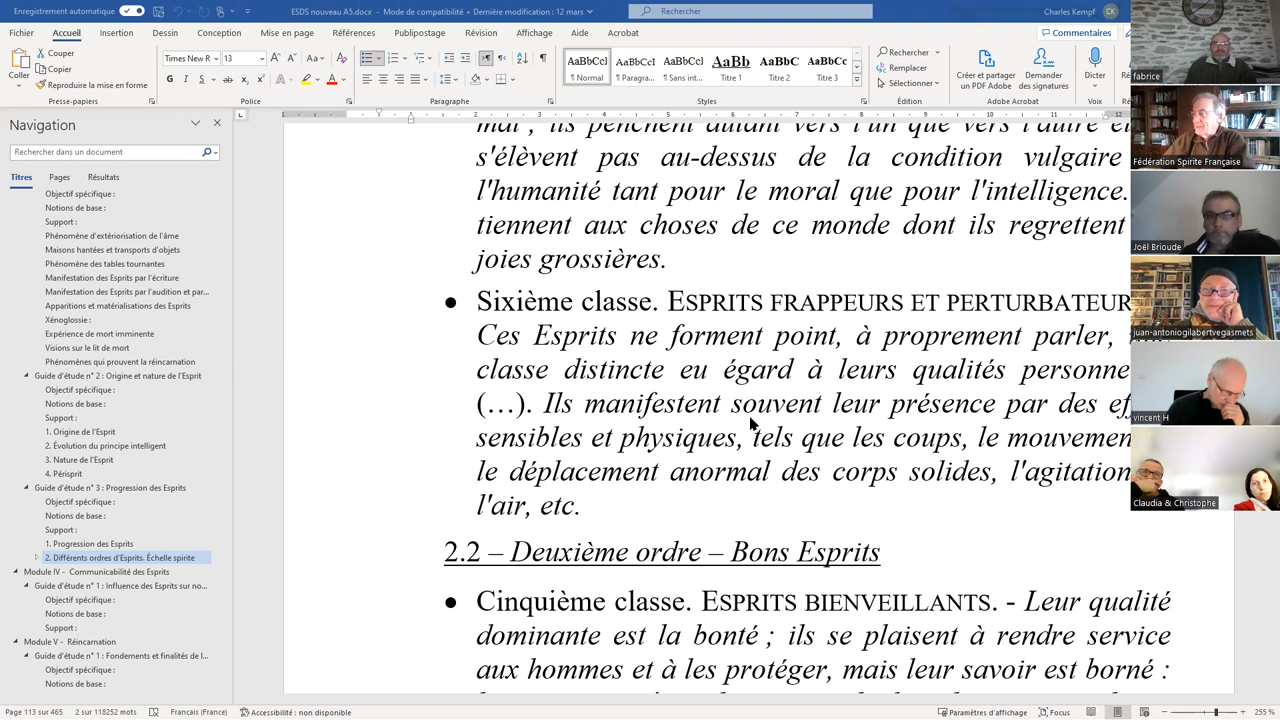 Enregistrement automatique
ESDS nouveau A5.docx - Mode de compatibilité • Dernière modification : 12 mars
Rechercher
Charles Kempf
CK
Fichier Accueil Insertion Dessin Conception Mise en page Références Publipostage Révision Affichage Aide Acrobat
Commentaires
Coller
Couper
Copier
Reproduire la mise en forme
Presse-papiers
Times New R 13
Police
Paragraphe
AaBbCcI AaBbCcI AaBbCcI AaBb AaBbC AaBbCc
¶ Normal ¶ Paragra... ¶ Sans int... Titre 1 Titre 2 Titre 3
Styles
Rechercher
Remplacer
Sélectionner
Édition
Créer et partager
un PDF Adobe
Demander
des signatures
Adobe Acrobat
Dicter
Voix
Navigation
Rechercher dans un document
Titres Pages Résultats
Objectif spécifique :
Notions de base :
Support :
Phénomène d'extériorisation de l'âme
Maisons hantées et transports d'objets
Phénomène des tables tournantes
Manifestation des Esprits par l'écriture
Manifestation des Esprits par l'audition et par...
Apparitions et matérialisations des Esprits
Xénoglossie :
Expérience de mort imminente
Visions sur le lit de mort
Phénomènes qui prouvent la réincarnation
Guide d'étude n° 2 : Origine et nature de l'Esprit
Objectif spécifique :
Notions de base :
Support :
1. Origine de l'Esprit
2. Évolution du principe intelligent
3. Nature de l'Esprit
4. Périsprit
Guide d'étude n° 3 : Progression des Esprits
Objectif spécifique :
Notions de base :
Support :
1. Progression des Esprits
2. Différents ordres d'Esprits. Échelle spirite
Module IV - Communicabilité des Esprits
Guide d'étude n° 1 : Influence des Esprits sur no...
Objectif spécifique :
Notions de base :
Support :
Module V - Réincarnation
Guide d'étude n° 1 : Fondements et finalités de l...
Objectif spécifique :
Notions de base :
mal ; ils penchent autant vers l'un que vers l'autre et
s'élèvent pas au-dessus de la condition vulgaire
l'humanité tant pour le moral que pour l'intelligence.
tiennent aux choses de ce monde dont ils regrettent
joies grossières.
● Sixième classe. ESPRITS FRAPPEURS ET PERTURBATEUR
Ces Esprits ne forment point, à proprement parler,
classe distincte eu égard à leurs qualités personne
(…). Ils manifestent souvent leur présence par des ef
sensibles et physiques, tels que les coups, le mouvemen
le déplacement anormal des corps solides, l'agitation
l'air, etc.
2.2 – Deuxième ordre – Bons Esprits
● Cinquième classe. ESPRITS BIENVEILLANTS. - Leur qualité
dominante est la bonté ; ils se plaisent à rendre service
aux hommes et à les protéger, mais leur savoir est borné :
fabrice
Fédération Spirite Française
Joël Brioude
juan-antoniogilabertvegasmets
vincent H
Claudia & Christophe
Page 113 sur 465 2 sur 118252 mots Français (France) Accessibilité : non disponible
Paramètres d'affichage Focus 255 %